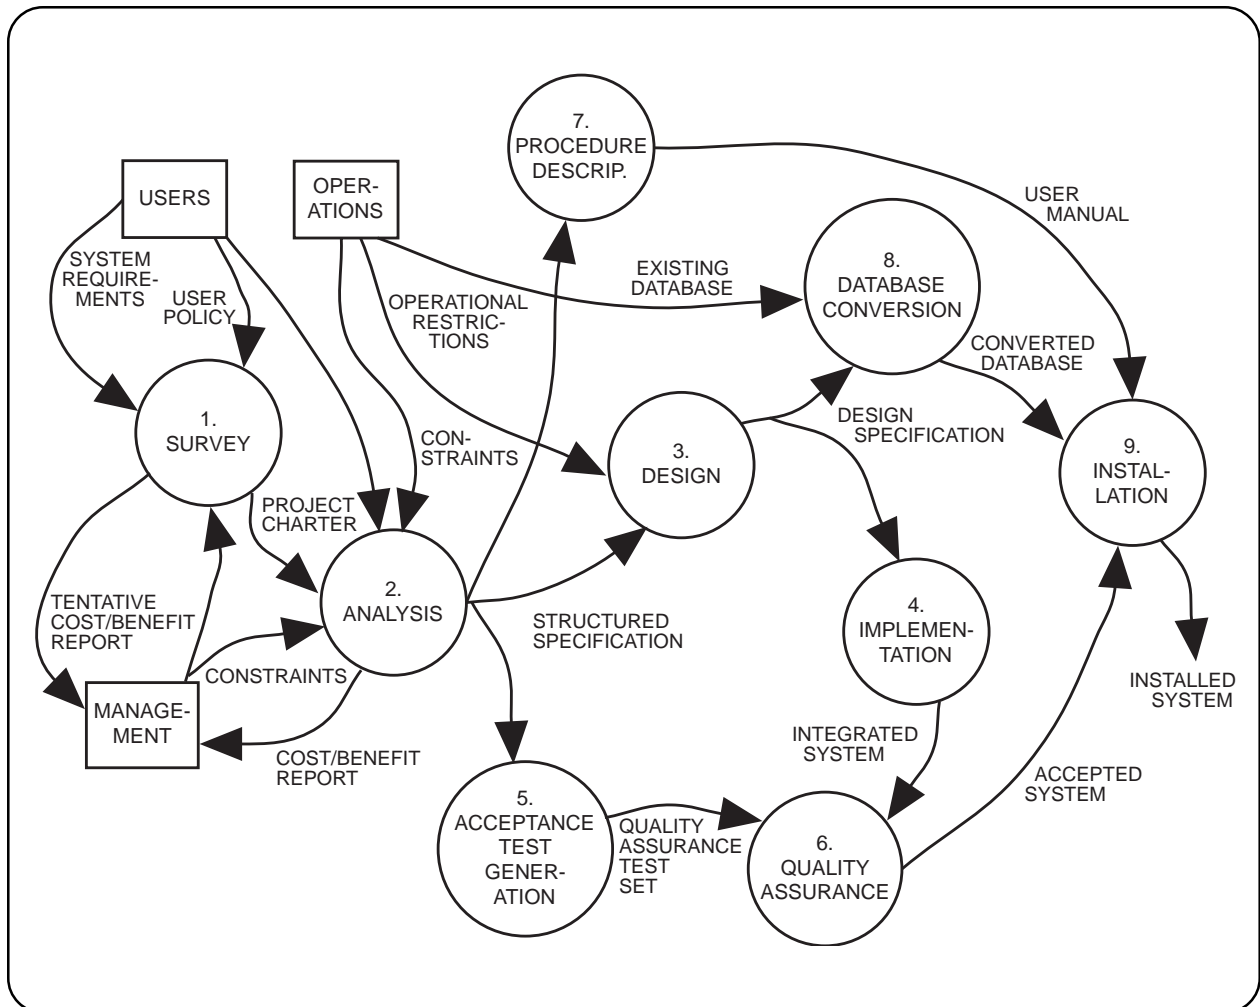 7.
PROCEDURE
DESCRIP.
USERS
OPER-
ATIONS
USER
MANUAL
SYSTEM
REQUIRE-
MENTS
USER
POLICY
EXISTING
DATABASE
8.
DATABASE
CONVERSION
OPERATIONAL
RESTRIC-
TIONS
CONVERTED
DATABASE
1.
SURVEY
CON-
STRAINTS
3.
DESIGN
DESIGN
SPECIFICATION
9.
INSTAL-
LATION
PROJECT
CHARTER
2.
ANALYSIS
TENTATIVE
COST/BENEFIT
REPORT
STRUCTURED
SPECIFICATION
4.
IMPLEMEN-
TATION
CONSTRAINTS
INSTALLED
SYSTEM
MANAGE-
MENT
COST/BENEFIT
REPORT
INTEGRATED
SYSTEM
ACCEPTED
SYSTEM
5.
ACCEPTANCE
TEST
GENER-
ATION
QUALITY
ASSURANCE
TEST
SET
6.
QUALITY
ASSURANCE